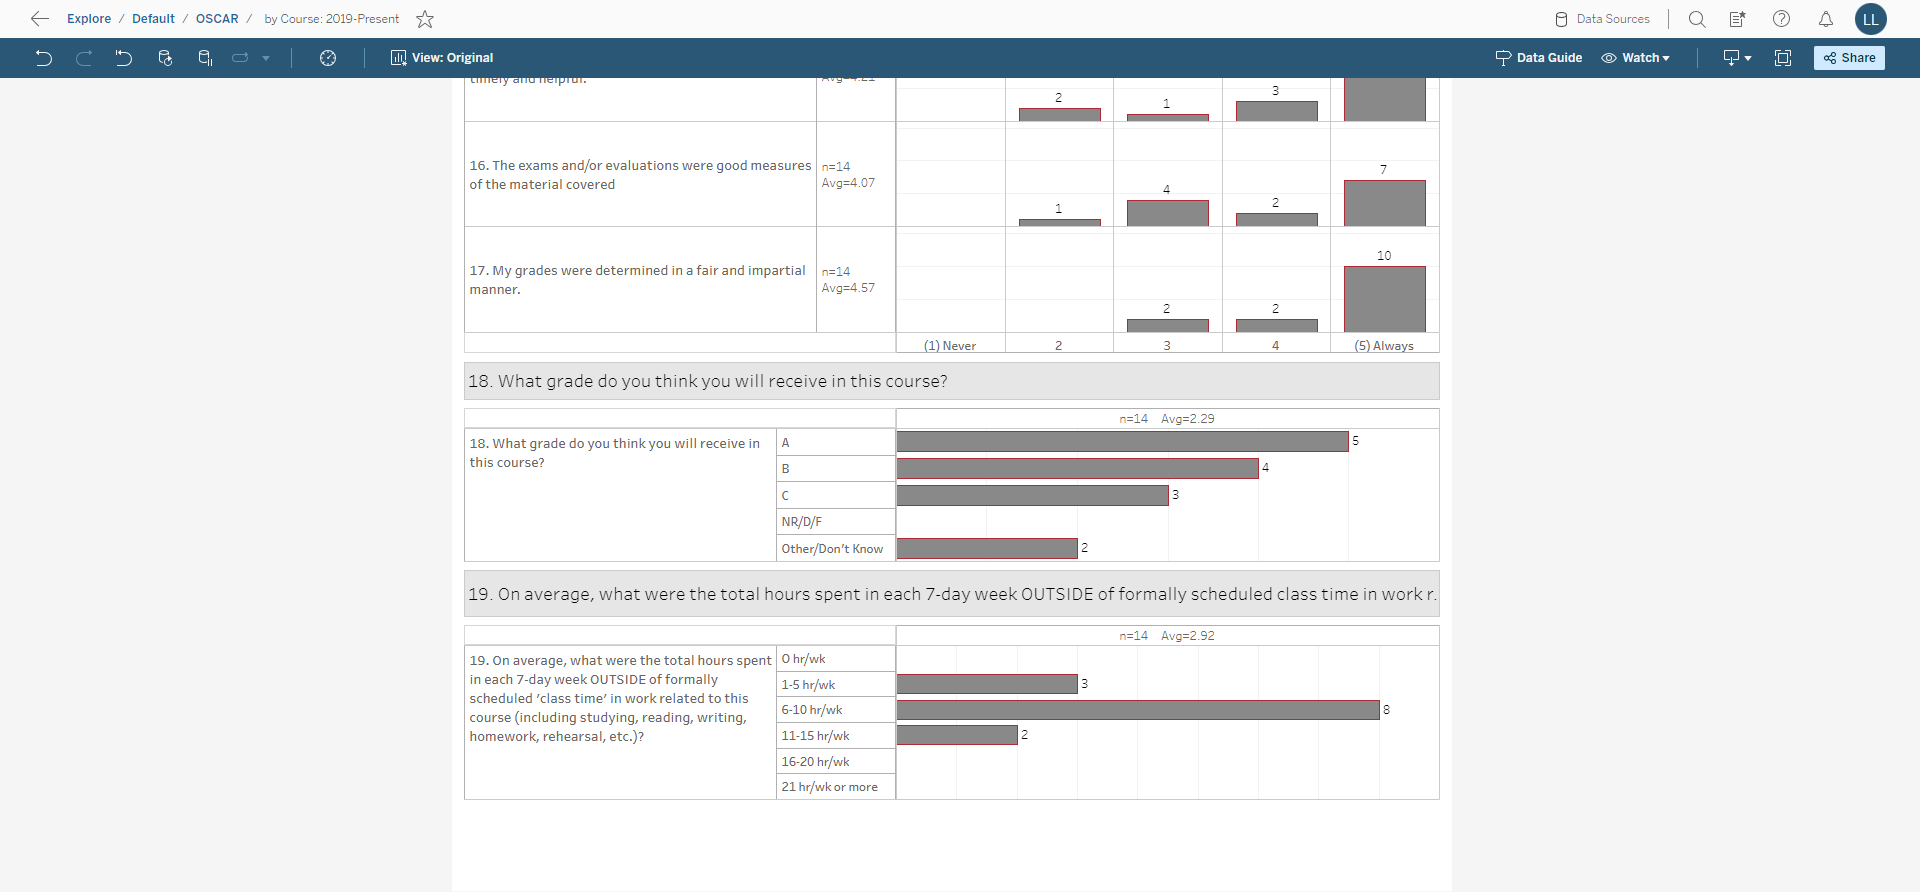 Explore / Default / OSCAR / by Course: 2019-Present
Data Sources
LL
View: Original
Data Guide
Watch
Share
timely and helpful.
Avg=4.21
2
1
3
16. The exams and/or evaluations were good measures
of the material covered
n=14
Avg=4.07
1
4
2
7
17. My grades were determined in a fair and impartial
manner.
n=14
Avg=4.57
2
2
10
(1) Never
2
3
4
(5) Always
18. What grade do you think you will receive in this course?
n=14 Avg=2.29
18. What grade do you think you will receive in
this course?
A
5
B
4
C
3
NR/D/F
Other/Don't Know
2
19. On average, what were the total hours spent in each 7-day week OUTSIDE of formally scheduled class time in work r.
n=14 Avg=2.92
19. On average, what were the total hours spent
in each 7-day week OUTSIDE of formally
scheduled ‘class time’ in work related to this
course (including studying, reading, writing,
homework, rehearsal, etc.)?
0 hr/wk
1-5 hr/wk
3
6-10 hr/wk
8
11-15 hr/wk
2
16-20 hr/wk
21 hr/wk or more